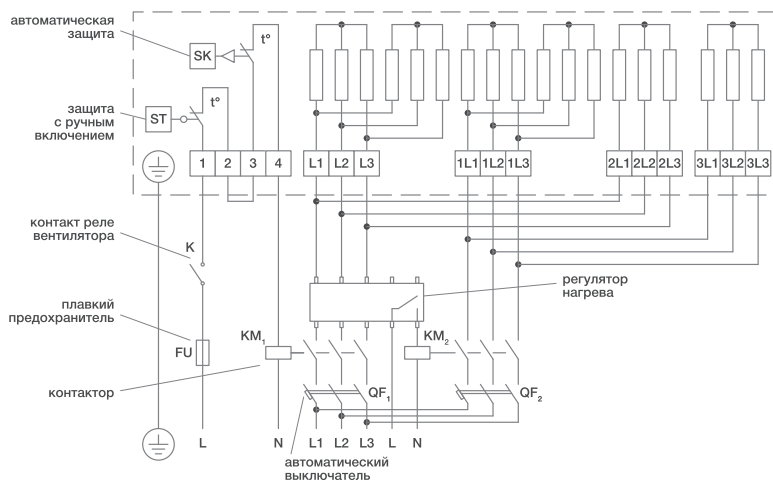 автоматическая
защита
SK
t°
защита
с ручным
включением
ST
t°
1 2 3 4
L1 L2 L3
1L1 1L2 1L3
2L1 2L2 2L3
3L1 3L2 3L3
контакт реле
вентилятора
K
регулятор
нагрева
плавкий
предохранитель
FU
KM1
KM2
контактор
QF1
QF2
L N L1 L2 L3 L N
автоматический
выключатель